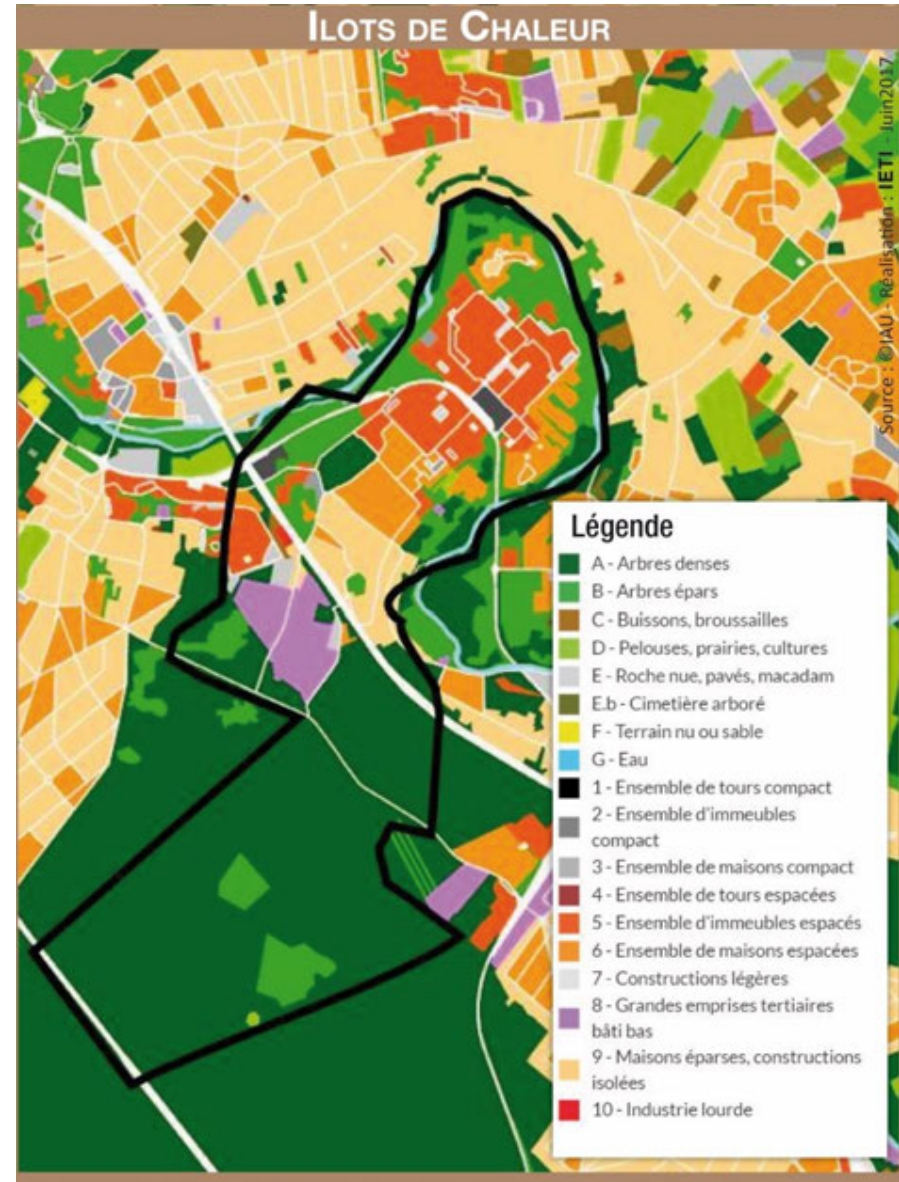 ILOTS DE CHALEUR
Source : ©IAU - Réalisation : IETI - Juin2017
Légende
A - Arbres denses
B - Arbres épars
C - Buissons, broussailles
D - Pelouses, prairies, cultures
E - Roche nue, pavés, macadam
E.b - Cimetière arboré
F - Terrain nu ou sable
G - Eau
1 - Ensemble de tours compact
2 - Ensemble d'immeubles
compact
3 - Ensemble de maisons compact
4 - Ensemble de tours espacées
5 - Ensemble d'immeubles espacés
6 - Ensemble de maisons espacées
7 - Constructions légères
8 - Grandes emprises tertiaires
bâti bas
9 - Maisons éparses, constructions
isolées
10 - Industrie lourde